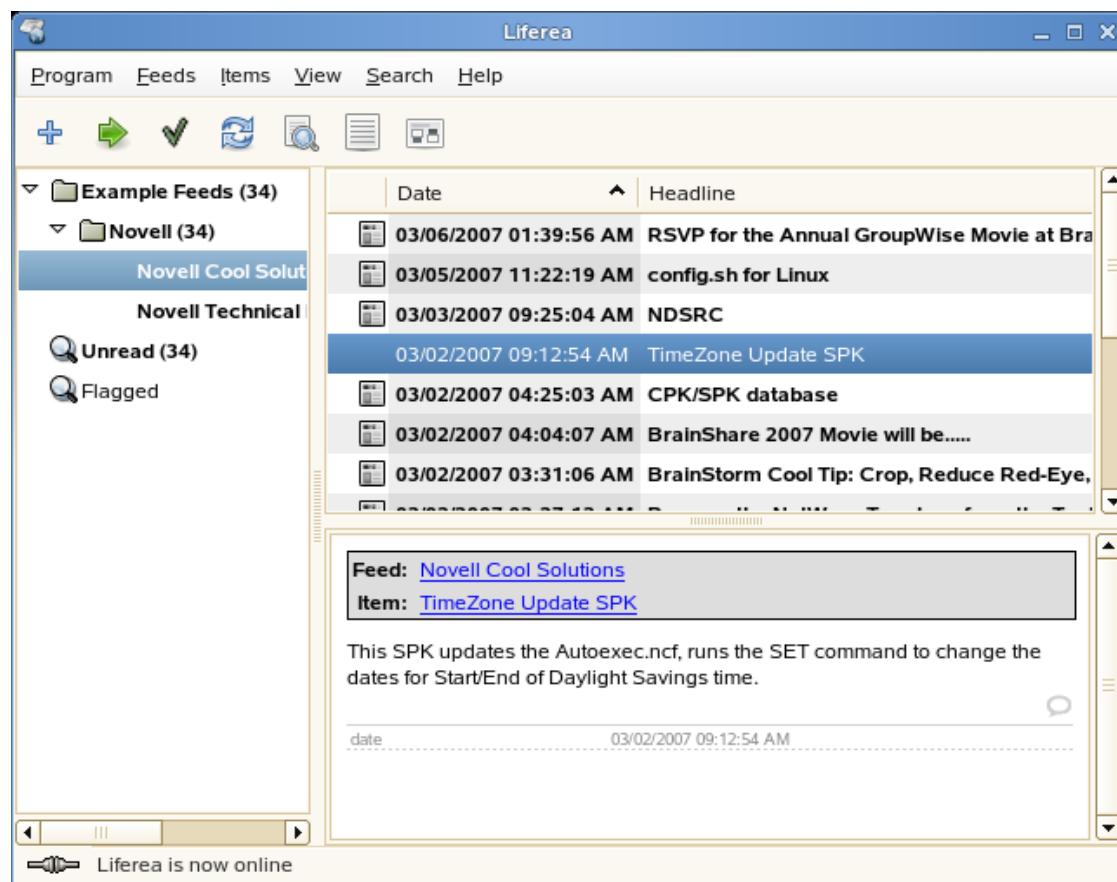 Liferea
Program Feeds Items View Search Help
Example Feeds (34)
Novell (34)
Novell Cool Solut
Novell Technical
Unread (34)
Flagged
Date Headline
03/06/2007 01:39:56 AM RSVP for the Annual GroupWise Movie at Bra
03/05/2007 11:22:19 AM config.sh for Linux
03/03/2007 09:25:04 AM NDSRC
03/02/2007 09:12:54 AM TimeZone Update SPK
03/02/2007 04:25:03 AM CPK/SPK database
03/02/2007 04:04:07 AM BrainShare 2007 Movie will be.....
03/02/2007 03:31:06 AM BrainStorm Cool Tip: Crop, Reduce Red-Eye,
Feed: Novell Cool Solutions
Item: TimeZone Update SPK
This SPK updates the Autoexec.ncf, runs the SET command to change the
dates for Start/End of Daylight Savings time.
date 03/02/2007 09:12:54 AM
Liferea is now online